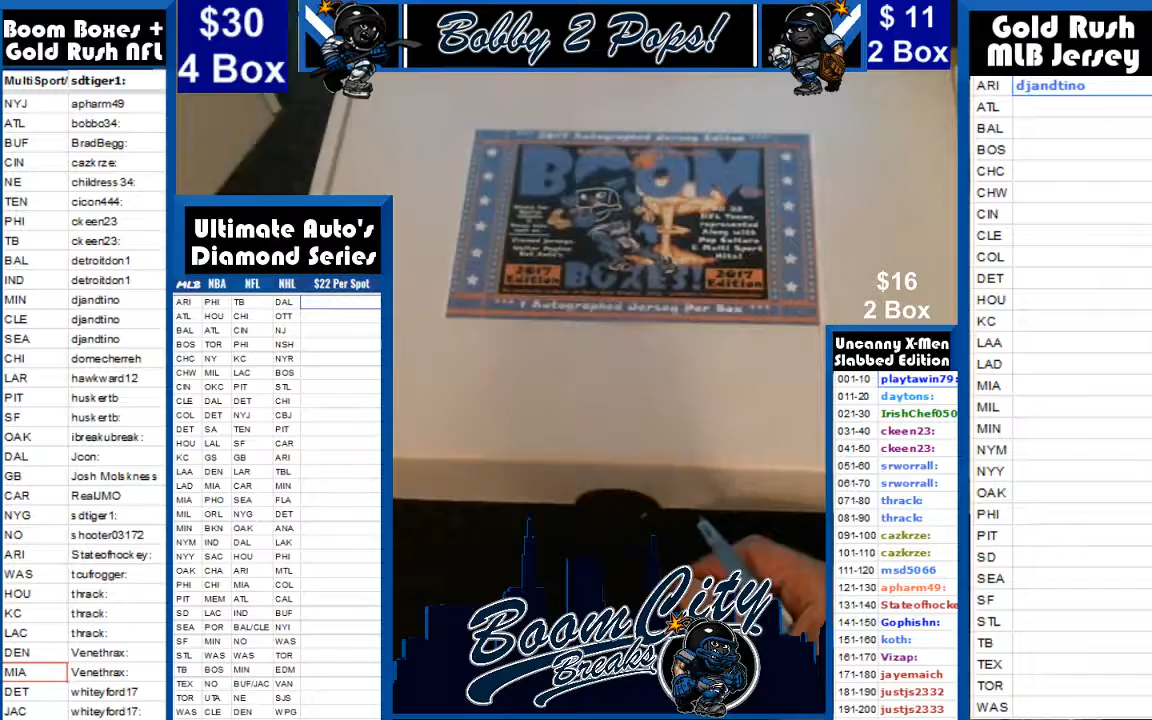 Boom Boxes +
Gold Rush NFL
MultiSport/ sdtiger1:
NYJ apharm49
ATL bobbo34:
BUF BradBegg:
CIN cazkrze:
NE childress 34:
TEN cicon444:
PHI ckeen23
TB ckeen23:
BAL detroitdon1
IND detroitdon1
MIN djandtino
CLE djandtino
SEA djandtino
CHI domecherreh
LAR hawkward12
PIT huskertb
SF huskertb:
OAK ibreakubreak:
DAL Jcon:
GB Josh Molskness
CAR RealJMO
NYG sdtiger1:
NO shooter03172
ARI Stateofhockey:
WAS tcufrogger:
HOU thrack:
KC thrack:
LAC thrack:
DEN Venethrax:
MIA Venethrax:
DET whiteyford17
JAC whiteyford17:
$30
4 Box
Bobby 2 Pops!
$ 11
2 Box
Ultimate Auto's
Diamond Series
MLB NBA NFL NHL $22 Per Spot
ARI PHI TB DAL
ATL HOU CHI OTT
BAL ATL CIN NJ
BOS TOR PHI NSH
CHC NY KC NYR
CHW MIL LAC BOS
CIN OKC PIT STL
CLE DAL DET CHI
COL DET NYJ CBJ
DET SA TEN PIT
HOU LAL SF CAR
KC GS GB ARI
LAA DEN LAR TBL
LAD MIA CAR MIN
MIA PHO SEA FLA
MIL ORL NYG DET
MIN BKN OAK ANA
NYM IND DAL LAK
NYY SAC HOU PHI
OAK CHA ARI MTL
PHI CHI MIA COL
PIT MEM ATL CAL
SD LAC IND BUF
SEA POR BAL/CLE NYI
SF MIN NO WAS
STL WAS WAS TOR
TB BOS MIN EDM
TEX NO BUF/JAC VAN
TOR UTA NE SJS
WAS CLE DEN WPG
2017 Autographed Jersey Edition
BOOM
NFL Teams
represented
Along with
Pop Culture
& Multi Sport
Hits!
2017
Edition
BOXES!
2017
Edition
1 Autographed Jersey Per Box
Boom City
Breaks
$16
2 Box
Uncanny X-Men
Slabbed Edition
001-10 playtawin79:
011-20 daytons:
021-30 IrishChef050
031-40 ckeen23:
041-50 ckeen23:
051-60 srworrall:
061-70 srworrall:
071-80 thrack:
081-90 thrack:
091-100 cazkrze:
101-110 cazkrze:
111-120 msd5066
121-130 apharm49:
131-140 Stateofhocke
141-150 Gophishn:
151-160 koth:
161-170 Vizap:
171-180 jayemaich
181-190 justjs2332
191-200 justjs2333
Gold Rush
MLB Jersey
ARI djandtino
ATL
BAL
BOS
CHC
CHW
CIN
CLE
COL
DET
HOU
KC
LAA
LAD
MIA
MIL
MIN
NYM
NYY
OAK
PHI
PIT
SD
SEA
SF
STL
TB
TEX
TOR
WAS